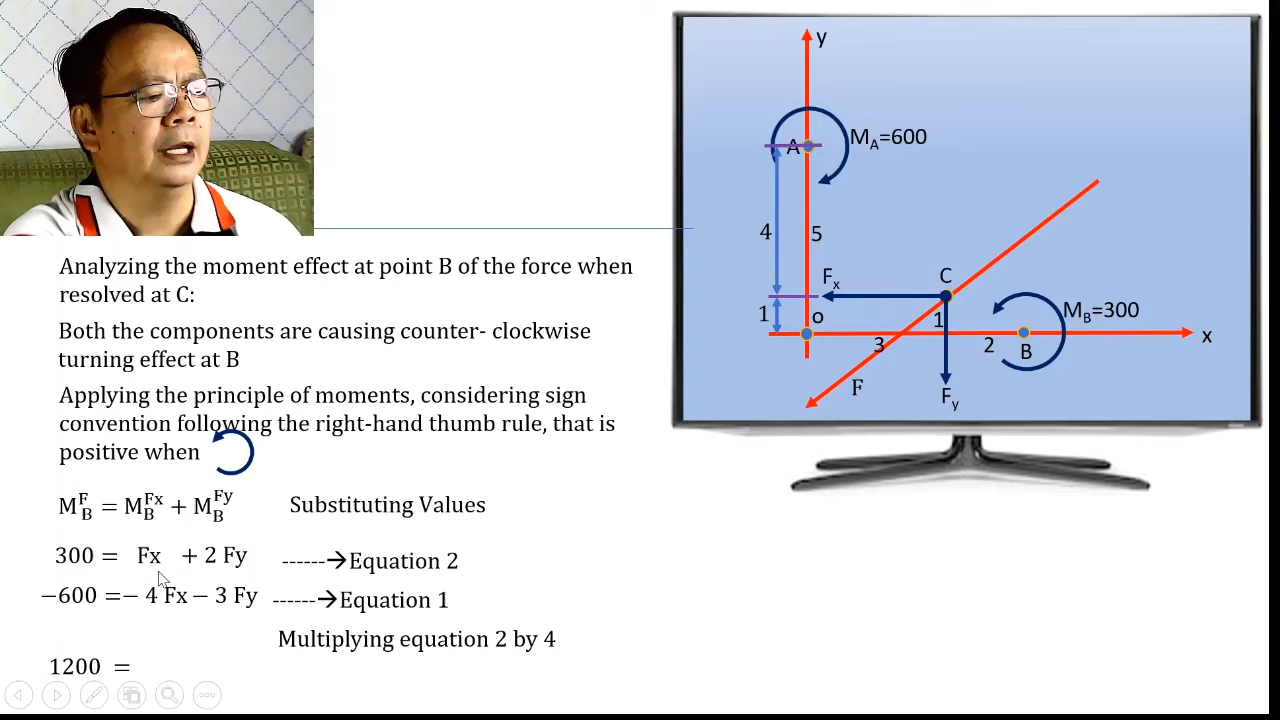 Analyzing the moment effect at point B of the force when
resolved at C:
Both the components are causing counter- clockwise
turning effect at B
Applying the principle of moments, considering sign
convention following the right-hand thumb rule, that is
positive when
M_B^F = M_B^Fx + M_B^Fy Substituting Values
300 = Fx + 2 Fy ------→Equation 2
−600 =− 4 Fx − 3 Fy ------→Equation 1
Multiplying equation 2 by 4
1200 =
y
A
M_A=600
4
5
F_x
C
1
o
1
M_B=300
3
2
B
x
F
F_y